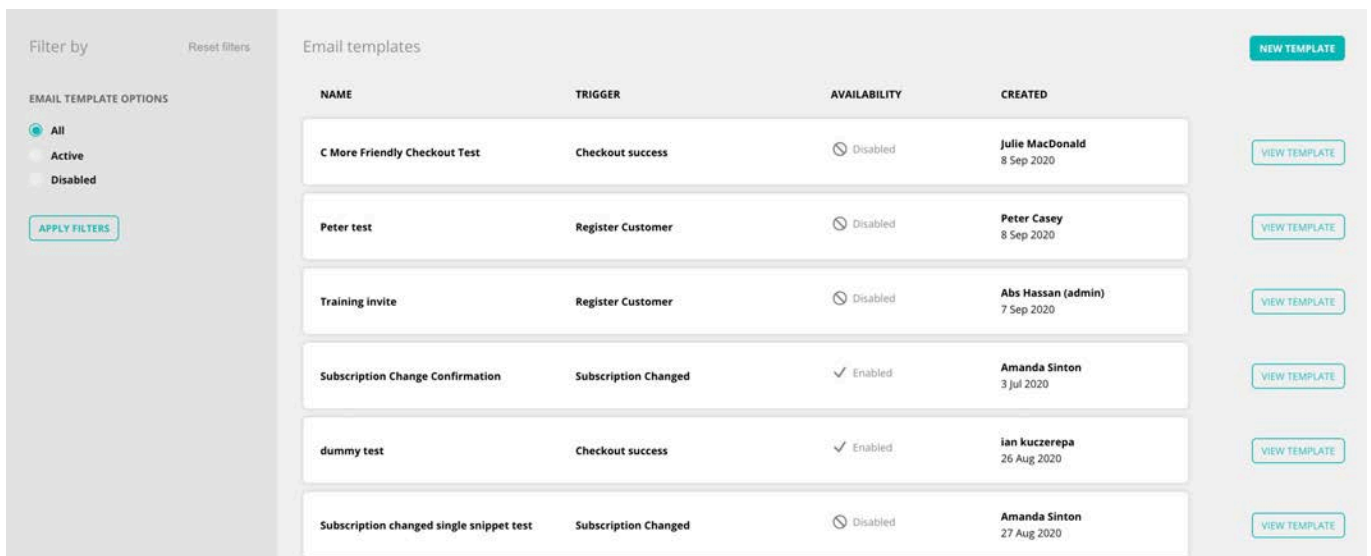 Filter by
Reset filters
EMAIL TEMPLATE OPTIONS
All
Active
Disabled
APPLY FILTERS
Email templates
NEW TEMPLATE
NAME TRIGGER AVAILABILITY CREATED
C More Friendly Checkout Test Checkout success Disabled Julie MacDonald
8 Sep 2020
VIEW TEMPLATE
Peter test Register Customer Disabled Peter Casey
8 Sep 2020
VIEW TEMPLATE
Training invite Register Customer Disabled Abs Hassan (admin)
7 Sep 2020
VIEW TEMPLATE
Subscription Change Confirmation Subscription Changed Enabled Amanda Sinton
3 Jul 2020
VIEW TEMPLATE
dummy test Checkout success Enabled ian kuczerepa
26 Aug 2020
VIEW TEMPLATE
Subscription changed single snippet test Subscription Changed Disabled Amanda Sinton
27 Aug 2020
VIEW TEMPLATE